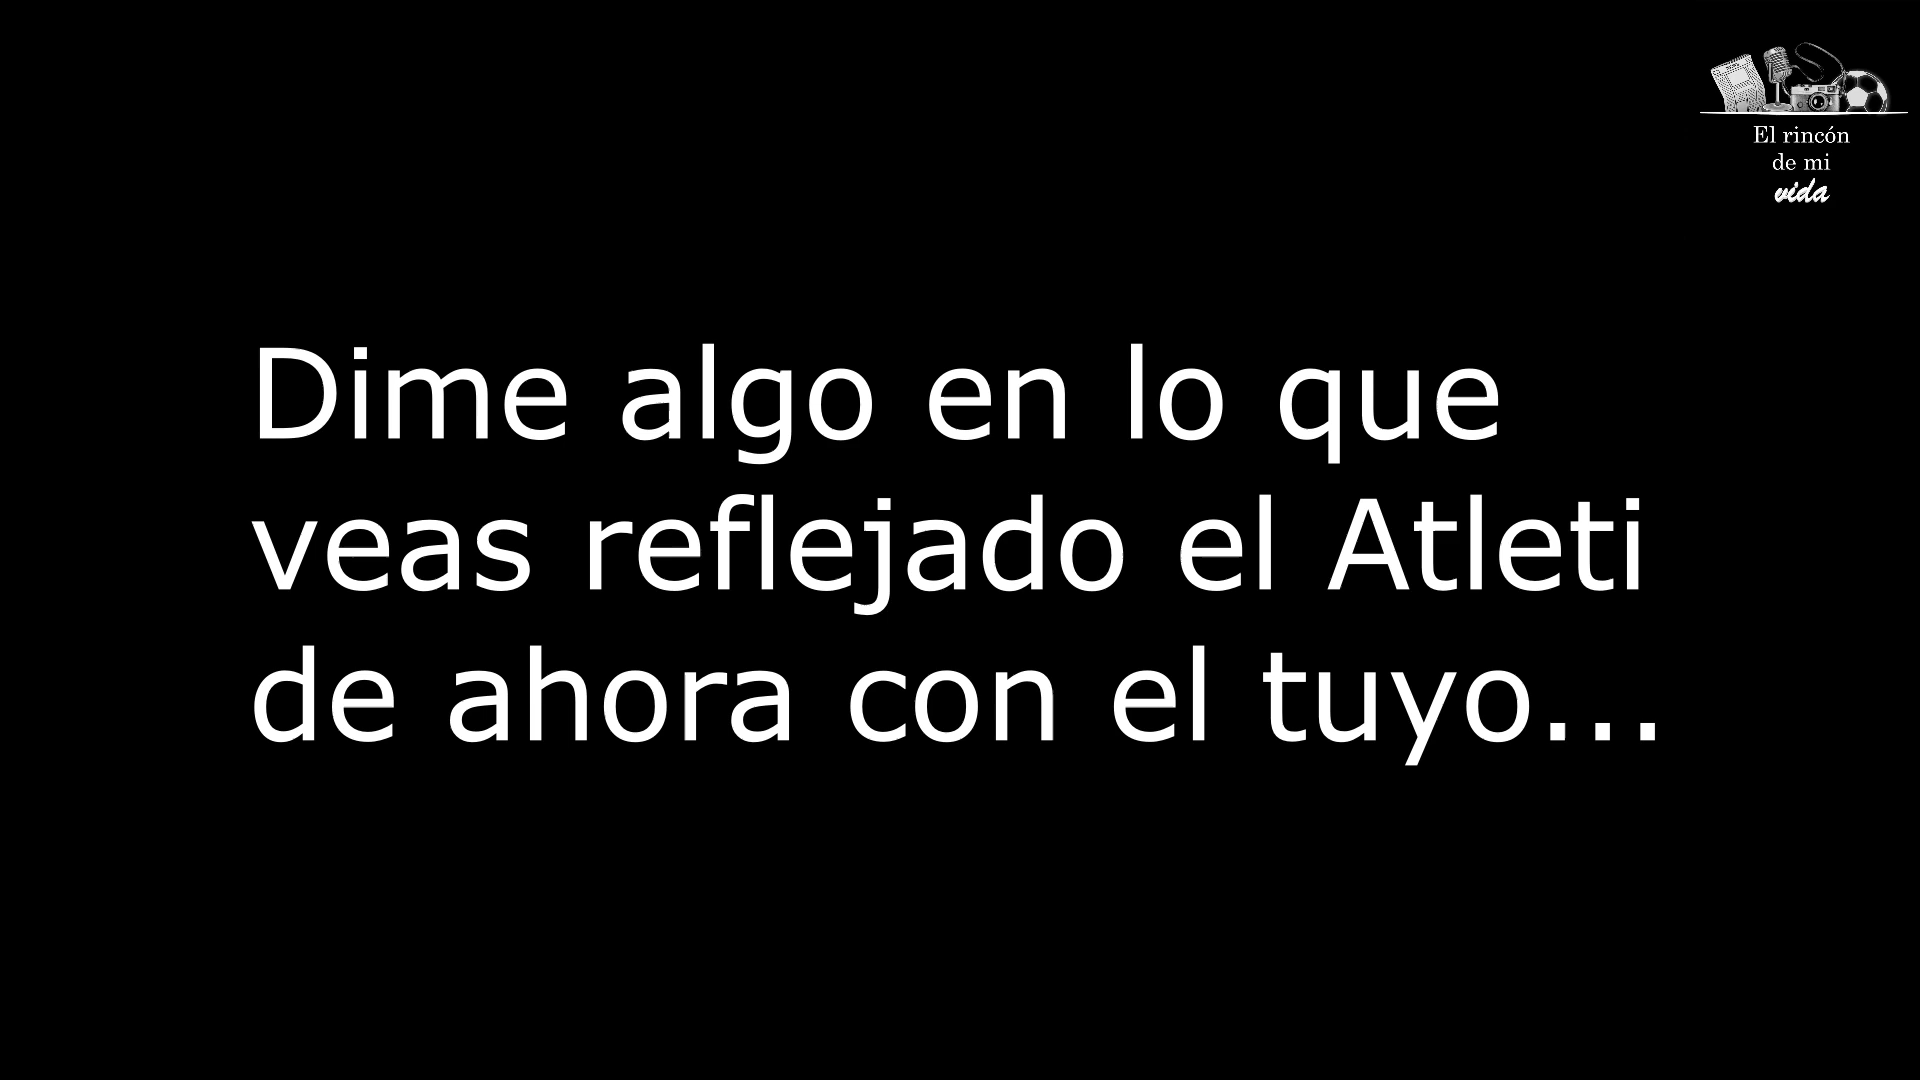 El rincón
de mi
vida
Dime algo en lo que
veas reflejado el Atleti
de ahora con el tuyo...